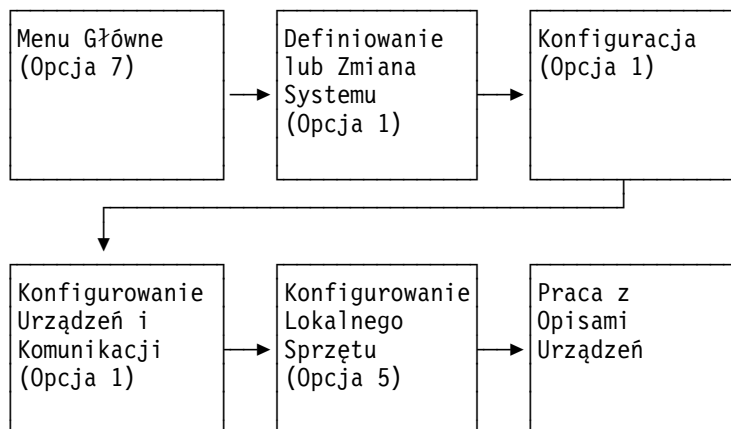 Menu Główne
(Opcja 7)
Definiowanie
lub Zmiana
Systemu
(Opcja 1)
Konfiguracja
(Opcja 1)
Konfigurowanie
Urządzeń i
Komunikacji
(Opcja 1)
Konfigurowanie
Lokalnego
Sprzętu
(Opcja 5)
Praca z
Opisami
Urządzeń